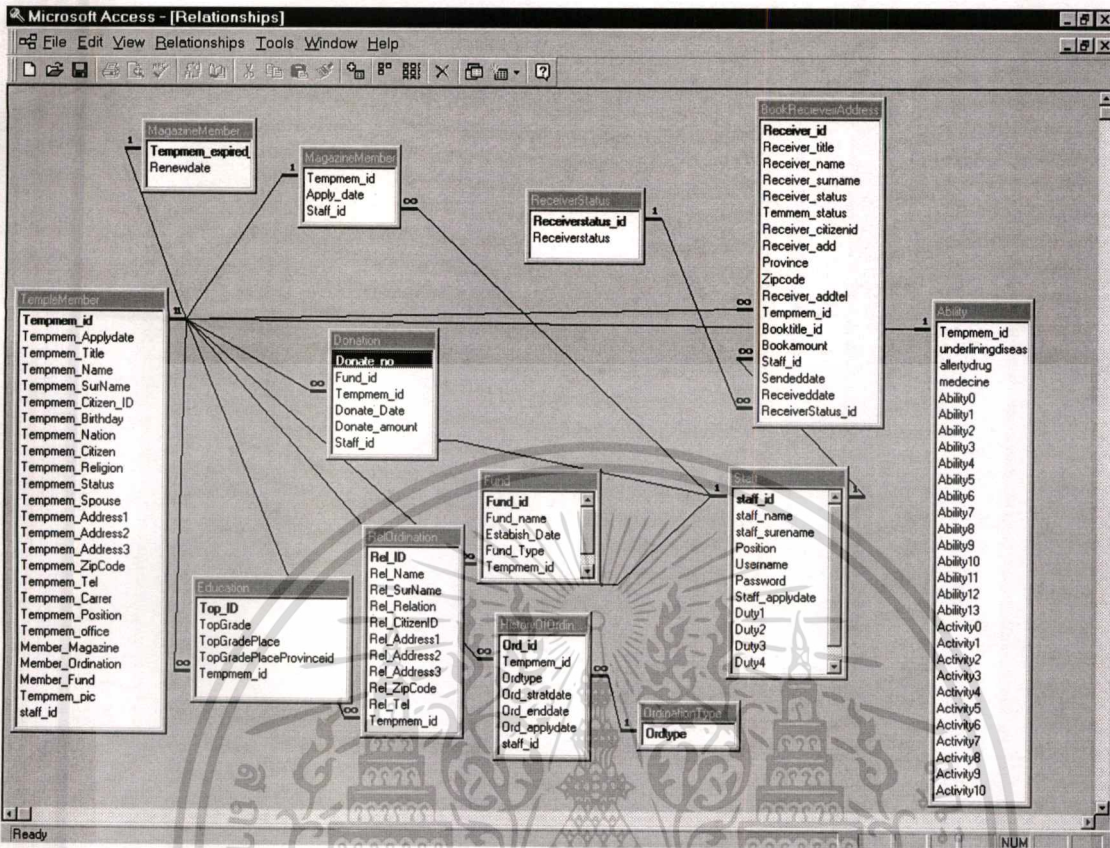 Microsoft Access - [Relationships]
File Edit View Relationships Tools Window Help
MagazineMember
Tempmem_expired_
Renewdate
MagazineMember
Tempmem_id
Apply_date
Staff_id
ReceiverStatus
Receiverstatus_id
Receiverstatus
BookRecieverAddress
Receiver_id
Receiver_title
Receiver_name
Receiver_surname
Receiver_status
Temmem_status
Receiver_citizenid
Receiver_add
Province
Zipcode
Receiver_addtel
Tempmem_id
Booktitle_id
Bookamount
Staff_id
Sendeddate
Receiveddate
ReceiverStatus_id
TempleMember
Tempmem_id
Tempmem_Applydate
Tempmem_Title
Tempmem_Name
Tempmem_SurName
Tempmem_Citizen_ID
Tempmem_Birthday
Tempmem_Nation
Tempmem_Citizen
Tempmem_Religion
Tempmem_Status
Tempmem_Spouse
Tempmem_Address1
Tempmem_Address2
Tempmem_Address3
Tempmem_ZipCode
Tempmem_Tel
Tempmem_Carrer
Tempmem_Position
Tempmem_office
Member_Magazine
Member_Ordination
Member_Fund
Tempmem_pic
staff_id
Donation
Donate_no
Fund_id
Tempmem_id
Donate_Date
Donate_amount
Staff_id
Ability
Tempmem_id
underliningdiseas
allertydrug
medecine
Ability0
Ability1
Ability2
Ability3
Ability4
Ability5
Ability6
Ability7
Ability8
Ability9
Ability10
Ability11
Ability12
Ability13
Activity0
Activity1
Activity2
Activity3
Activity4
Activity5
Activity6
Activity7
Activity8
Activity9
Activity10
Fund
Fund_id
Fund_name
Estabish_Date
Fund_Type
Tempmem_id
Staff
staff_id
staff_name
staff_surename
Position
Username
Password
Staff_applydate
Duty1
Duty2
Duty3
Duty4
Education
Top_ID
TopGrade
TopGradePlace
TopGradePlaceProvinceid
Tempmem_id
RelOrdination
Rel_ID
Rel_Name
Rel_SurName
Rel_Relation
Rel_CitizenID
Rel_Address1
Rel_Address2
Rel_Address3
Rel_ZipCode
Rel_Tel
Tempmem_id
HistoryOfOrdin...
Ord_id
Tempmem_id
Ordtype
Ord_stratdate
Ord_enddate
Ord_applydate
staff_id
OrdinationType
Ordtype
Ready
NUM